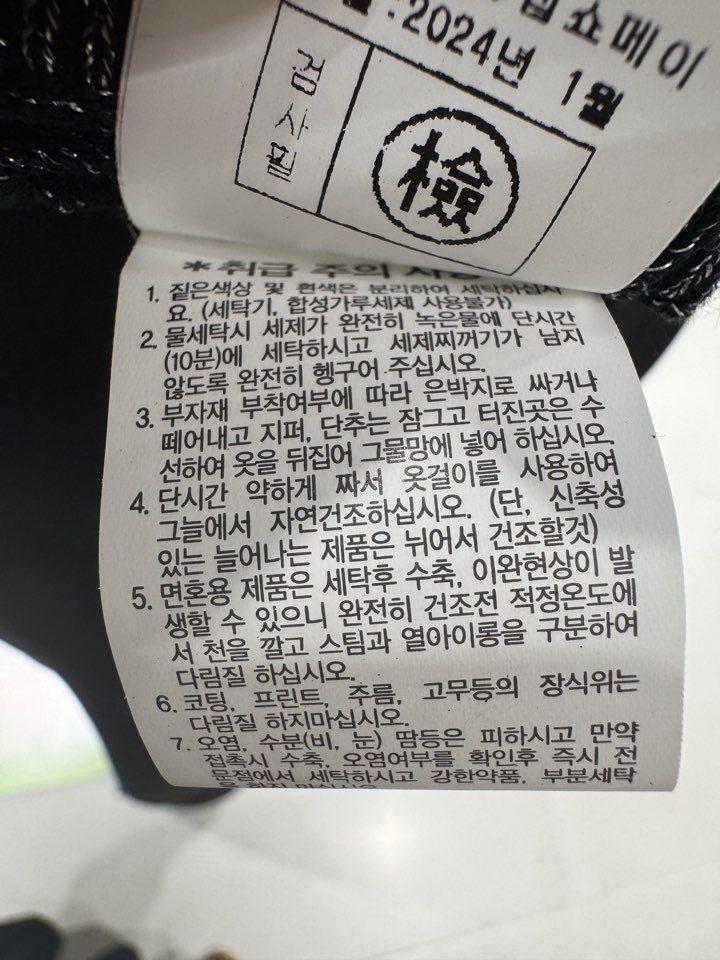 쇼메이
:2024년 1월
검사필
檢
*취급 주의 사항
1. 짙은색상 및 흰색은 분리하여 세탁하십시
요. (세탁기, 합성가루세제 사용불가)
2. 물세탁시 세제가 완전히 녹은물에 단시간
(10분)에 세탁하시고 세제찌꺼기가 남지
않도록 완전히 헹구어 주십시오.
3. 부자재 부착여부에 따라 은박지로 싸거나
떼어내고 지퍼, 단추는 잠그고 터진곳은 수
선하여 옷을 뒤집어 그물망에 넣어 하십시오.
4. 단시간 약하게 짜서 옷걸이를 사용하여
그늘에서 자연건조하십시오. (단, 신축성
있는 늘어나는 제품은 뉘어서 건조할것)
5. 면혼용 제품은 세탁후 수축, 이완현상이 발
생할 수 있으니 완전히 건조전 적정온도에
서 천을 깔고 스팀과 열아이롱을 구분하여
다림질 하십시오.
6. 코팅, 프린트, 주름, 고무등의 장식위는
다림질 하지마십시오.
7. 오염, 수분(비, 눈) 땀등은 피하시고 만약
접촉시 수축, 오염여부를 확인후 즉시 전
문점에서 세탁하시고 강한약품, 부분세탁